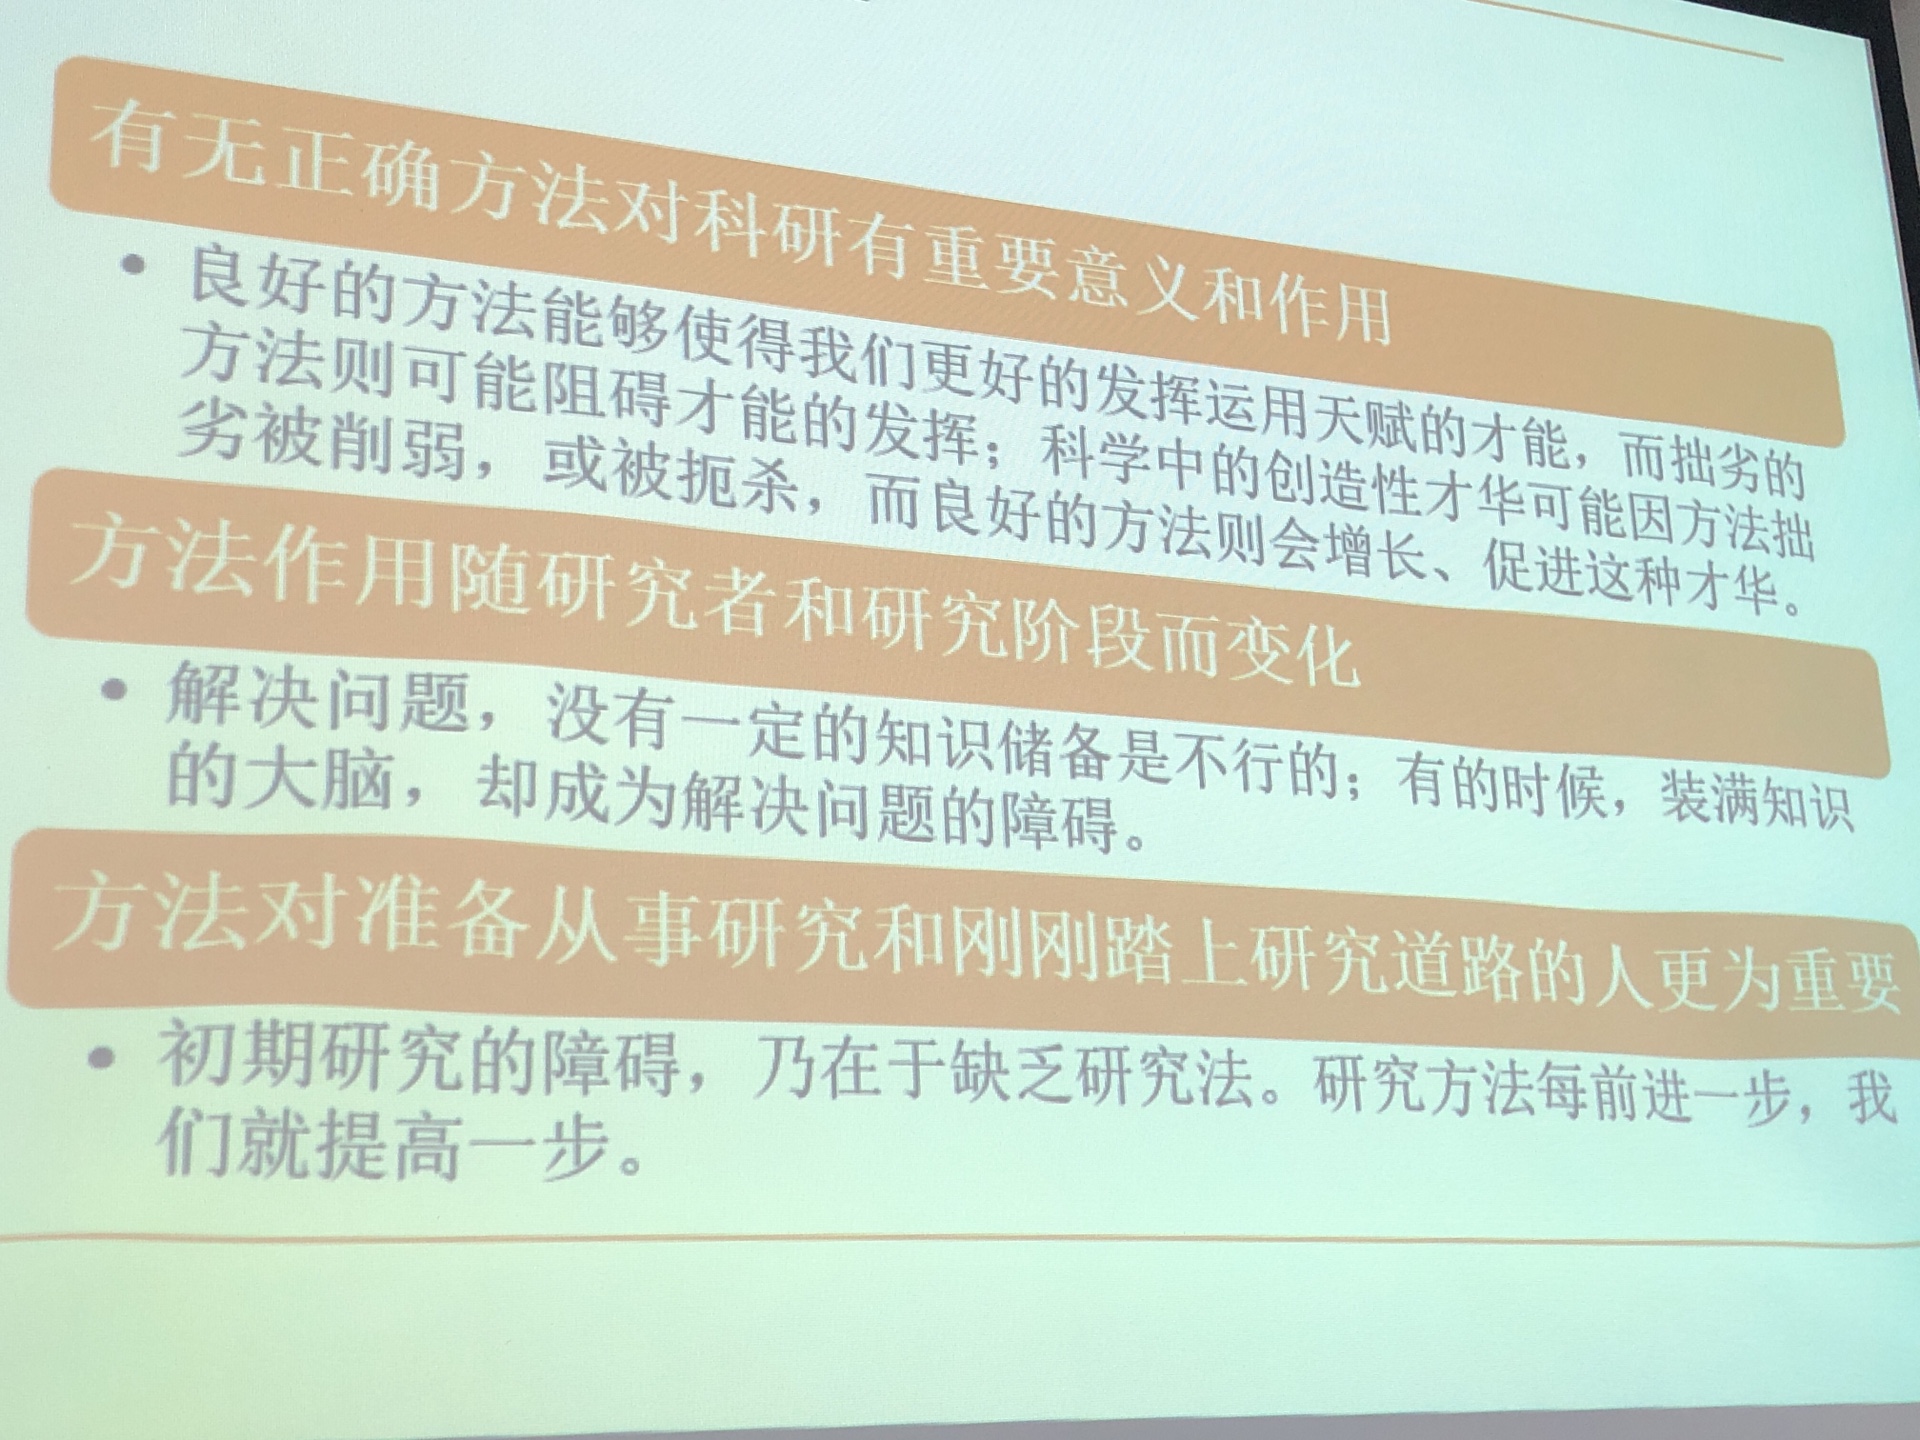 有无正确方法对科研有重要意义和作用
• 良好的方法能够使得我们更好的发挥运用天赋的才能，而拙劣的
方法则可能阻碍才能的发挥；科学中的创造性才华可能因方法拙
劣被削弱，或被扼杀，而良好的方法则会增长、促进这种才华。
方法作用随研究者和研究阶段而变化
• 解决问题，没有一定的知识储备是不行的；有的时候，装满知识
的大脑，却成为解决问题的障碍。
方法对准备从事研究和刚刚踏上研究道路的人更为重要
• 初期研究的障碍，乃在于缺乏研究法。研究方法每前进一步，我
们就提高一步。